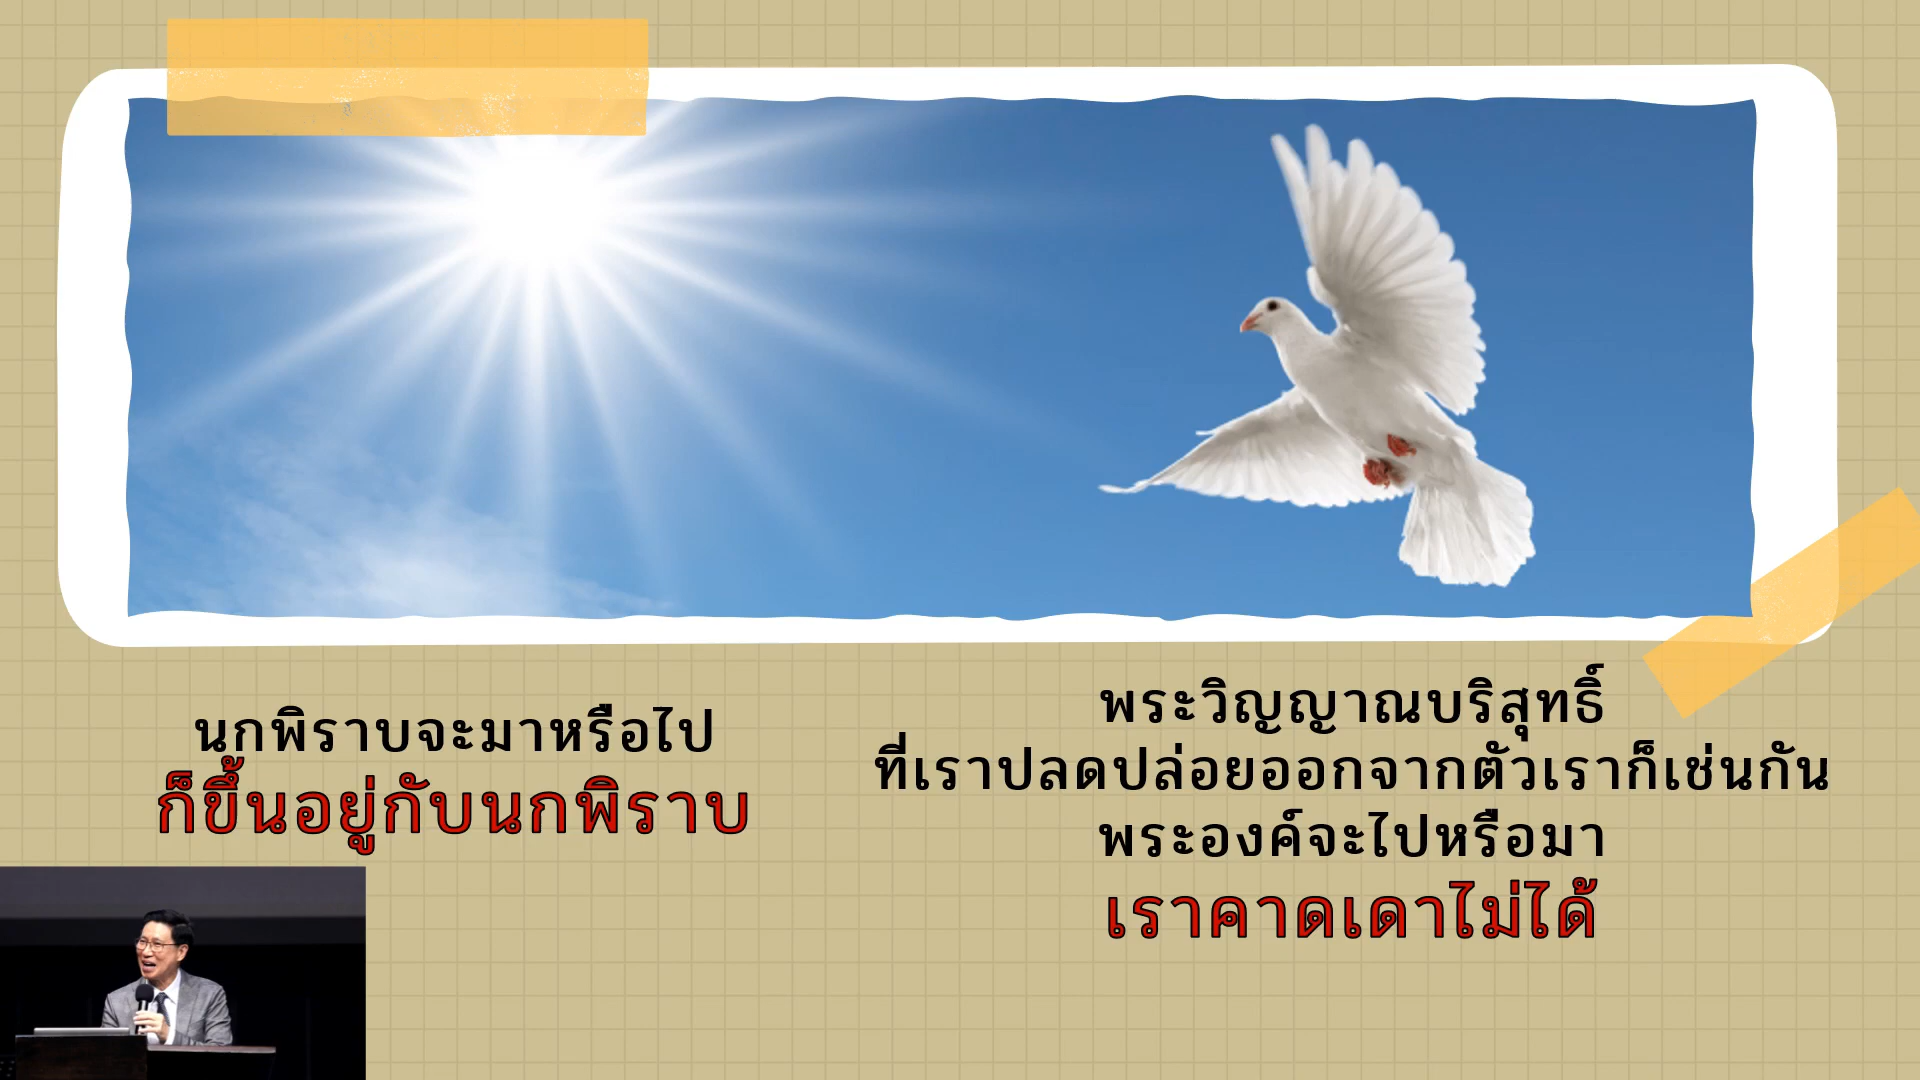 นกพิราบจะมาหรือไป
ก็ขึ้นอยู่กับนกพิราบ
พระวิญญาณบริสุทธิ์
ที่เราปลดปล่อยออกจากตัวเราก็เช่นกัน
พระองค์จะไปหรือมา
เราคาดเดาไม่ได้